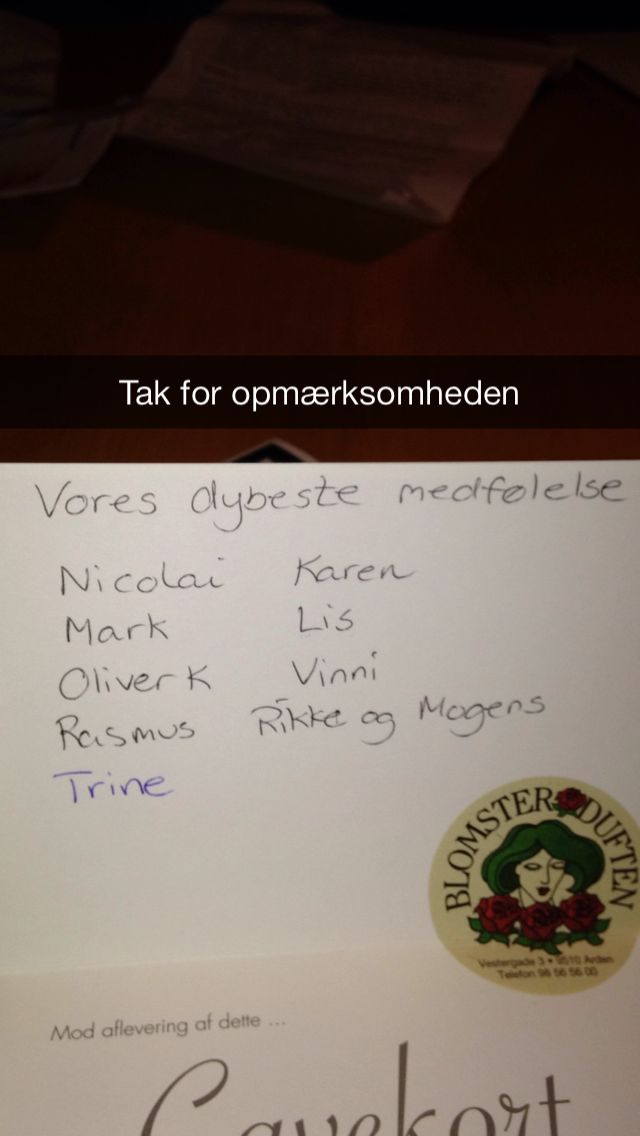 Tak for opmærksomheden
Vores dybeste medfølelse
Nicolai Karen
Mark Lis
Oliver K Vinni
Rasmus Rikke og Mogens
Trine
BLOMSTER DUFTEN
Vestergade 3 • 9510 Arden
Telefon 98 56 56 00
Mod aflevering af dette ...
Gavekort